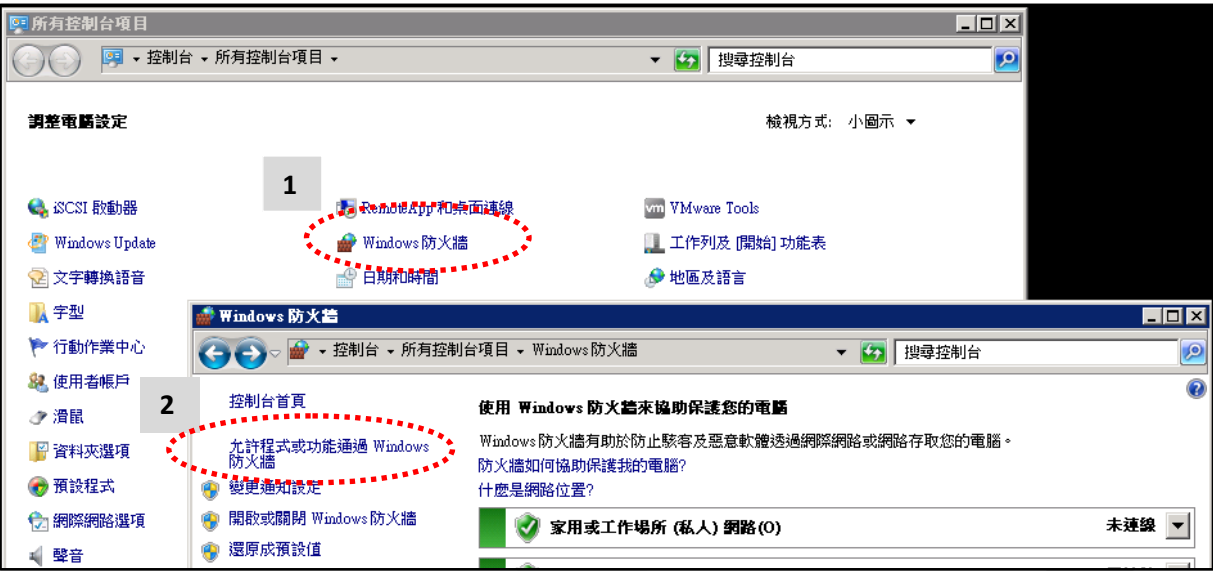 所有控制台項目
控制台 所有控制台項目
搜尋控制台
調整電腦設定
檢視方式: 小圖示
1
iSCSI 啟動器
RemoteApp 和桌面連線
VMware Tools
Windows Update
Windows 防火牆
工作列及 [開始] 功能表
文字轉換語音
日期和時間
地區及語言
字型
行動作業中心
使用者帳戶
滑鼠
資料夾選項
預設程式
網際網路選項
聲音
Windows 防火牆
控制台 所有控制台項目 Windows 防火牆
搜尋控制台
2
控制台首頁
允許程式或功能通過 Windows
防火牆
變更通知設定
開啟或關閉 Windows 防火牆
還原成預設值
使用 Windows 防火牆來協助保護您的電腦
Windows 防火牆有助於防止駭客及惡意軟體透過網際網路或網路存取您的電腦。
防火牆如何協助保護我的電腦?
什麼是網路位置?
家用或工作場所 (私人) 網路(O)
未連線